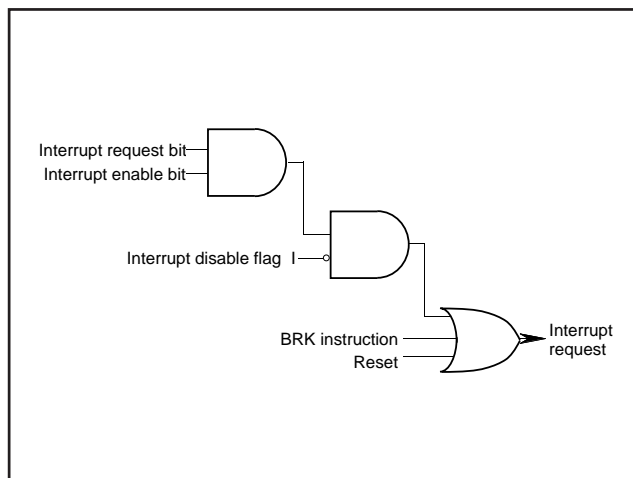 Interrupt request bit
Interrupt enable bit
Interrupt disable flag I
BRK instruction
Reset
Interrupt
request